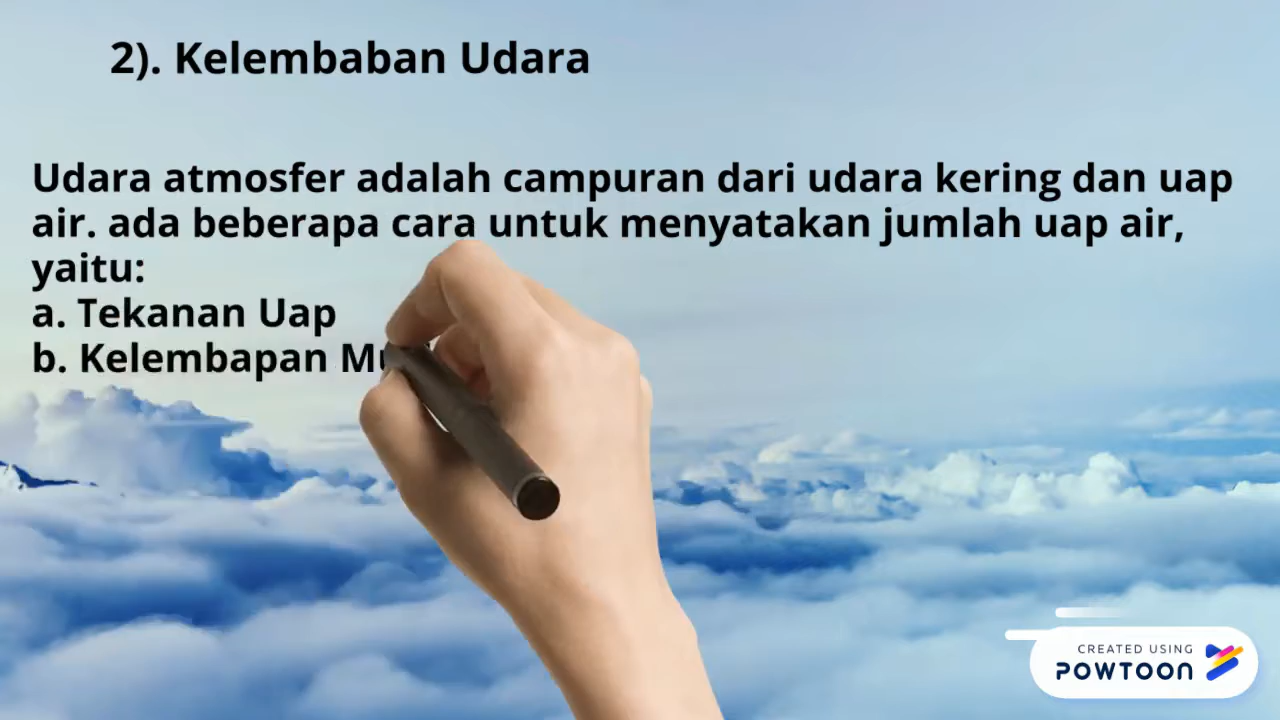 2). Kelembaban Udara
Udara atmosfer adalah campuran dari udara kering dan uap
air. ada beberapa cara untuk menyatakan jumlah uap air,
yaitu:
a. Tekanan Uap
b. Kelembapan
CREATED USING
POWTOON